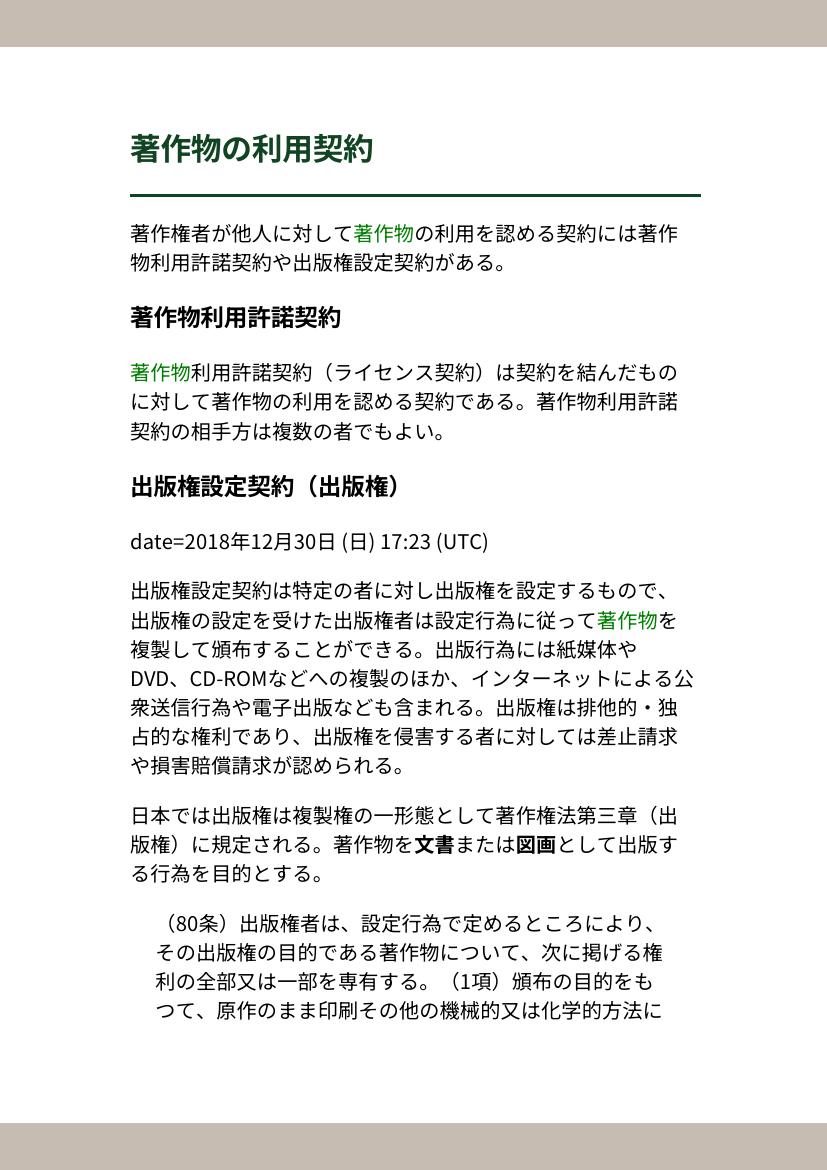 著作物の利用契約
著作権者が他人に対して著作物の利用を認める契約には著作
物利用許諾契約や出版権設定契約がある。
著作物利用許諾契約
著作物利用許諾契約（ライセンス契約）は契約を結んだもの
に対して著作物の利用を認める契約である。著作物利用許諾
契約の相手方は複数の者でもよい。
出版権設定契約（出版権）
date=2018年12月30日 (日) 17:23 (UTC)
出版権設定契約は特定の者に対し出版権を設定するもので、
出版権の設定を受けた出版権者は設定行為に従って著作物を
複製して頒布することができる。出版行為には紙媒体や
DVD、CD-ROMなどへの複製のほか、インターネットによる公
衆送信行為や電子出版なども含まれる。出版権は排他的・独
占的な権利であり、出版権を侵害する者に対しては差止請求
や損害賠償請求が認められる。
日本では出版権は複製権の一形態として著作権法第三章（出
版権）に規定される。著作物を文書または図画として出版す
る行為を目的とする。
（80条）出版権者は、設定行為で定めるところにより、
その出版権の目的である著作物について、次に掲げる権
利の全部又は一部を専有する。（1項）頒布の目的をも
つて、原作のまま印刷その他の機械的又は化学的方法に